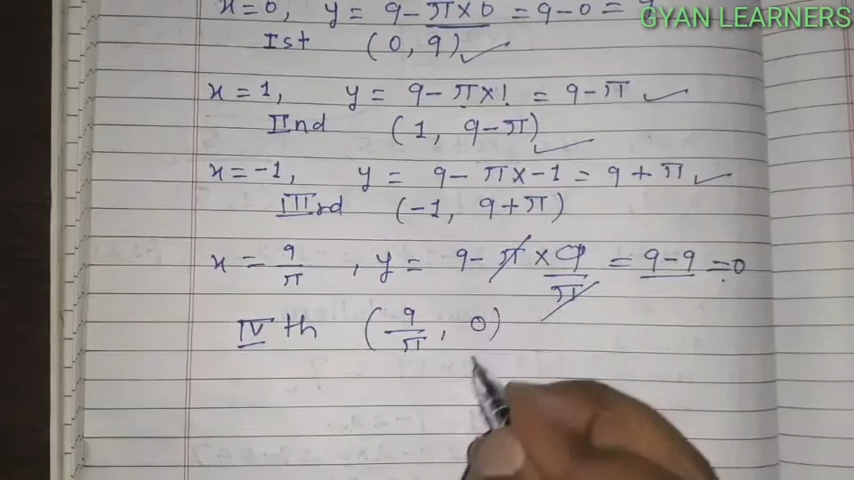 x=0, y = 9-π×0 = 9-0 =
GYAN LEARNERS
Ist (0, 9)
x = 1, y = 9-π×1 = 9-π
IInd (1, 9-π)
x = -1, y = 9-π×-1 = 9+π
IIIrd (-1, 9+π)
x = 9/π, y = 9-π×9/π = 9-9 = 0
IVth (9/π, 0)